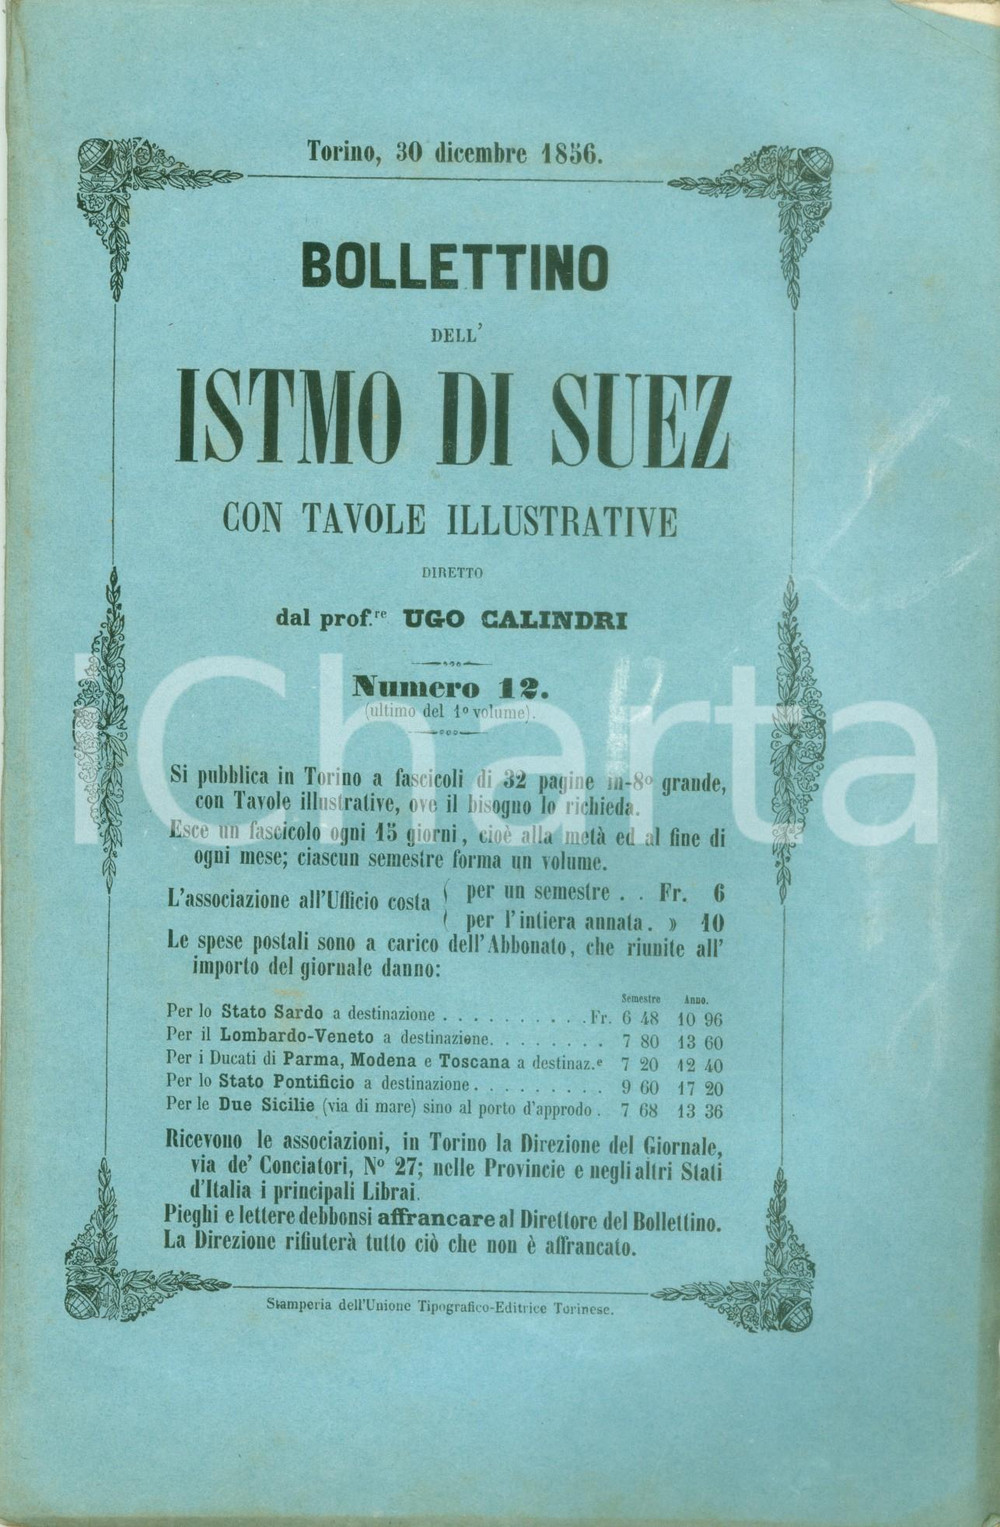 Torino, 30 dicembre 1856.
BOLLETTINO
DELL'
ISTMO DI SUEZ
CON TAVOLE ILLUSTRATIVE
DIRETTO
dal prof.re UGO CALINDRI
Numero 12.
(ultimo del 1º volume).
Si pubblica in Torino a fascicoli di 32 pagine in-8º grande,
con Tavole illustrative, ove il bisogno lo richieda.
Esce un fascicolo ogni 15 giorni, cioè alla metà ed al fine di
ogni mese; ciascun semestre forma un volume.
L'associazione all'Ufficio costa ( per un semestre . . Fr. 6
( per l'intiera annata. » 10
Le spese postali sono a carico dell'Abbonato, che riunite all'
importo del giornale danno:
Semestre Anno.
Per lo Stato Sardo a destinazione . . . . . . . . . . Fr. 6 48 10 96
Per il Lombardo-Veneto a destinazione. . . . . . . . 7 80 13 60
Per i Ducati di Parma, Modena e Toscana a destinaz.e 7 20 12 40
Per lo Stato Pontificio a destinazione . . . . . . . . . 9 60 17 20
Per le Due Sicilie (via di mare) sino al porto d'approdo . 7 68 13 36
Ricevono le associazioni, in Torino la Direzione del Giornale,
via de' Conciatori, Nº 27; nelle Provincie e negli altri Stati
d'Italia i principali Librai.
Pieghi e lettere debbonsi affrancare al Direttore del Bollettino.
La Direzione rifiuterà tutto ciò che non è affrancato.
Stamperia dell'Unione Tipografico-Editrice Torinese.
iCharta